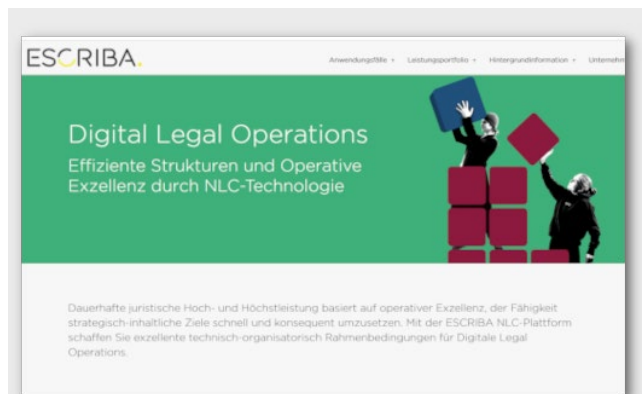 ESCRIBA.
Anwendungsfälle Leistungsportfolio Hintergrundinformation Unternehm
Digital Legal Operations
Effiziente Strukturen und Operative
Exzellenz durch NLC-Technologie
Dauerhafte juristische Hoch- und Höchstleistung basiert auf operativer Exzellenz, der Fähigkeit
strategisch-inhaltliche Ziele schnell und konsequent umzusetzen. Mit der ESCRIBA NLC-Plattform
schaffen Sie exzellente technisch-organisatorisch Rahmenbedingungen für Digitale Legal
Operations.